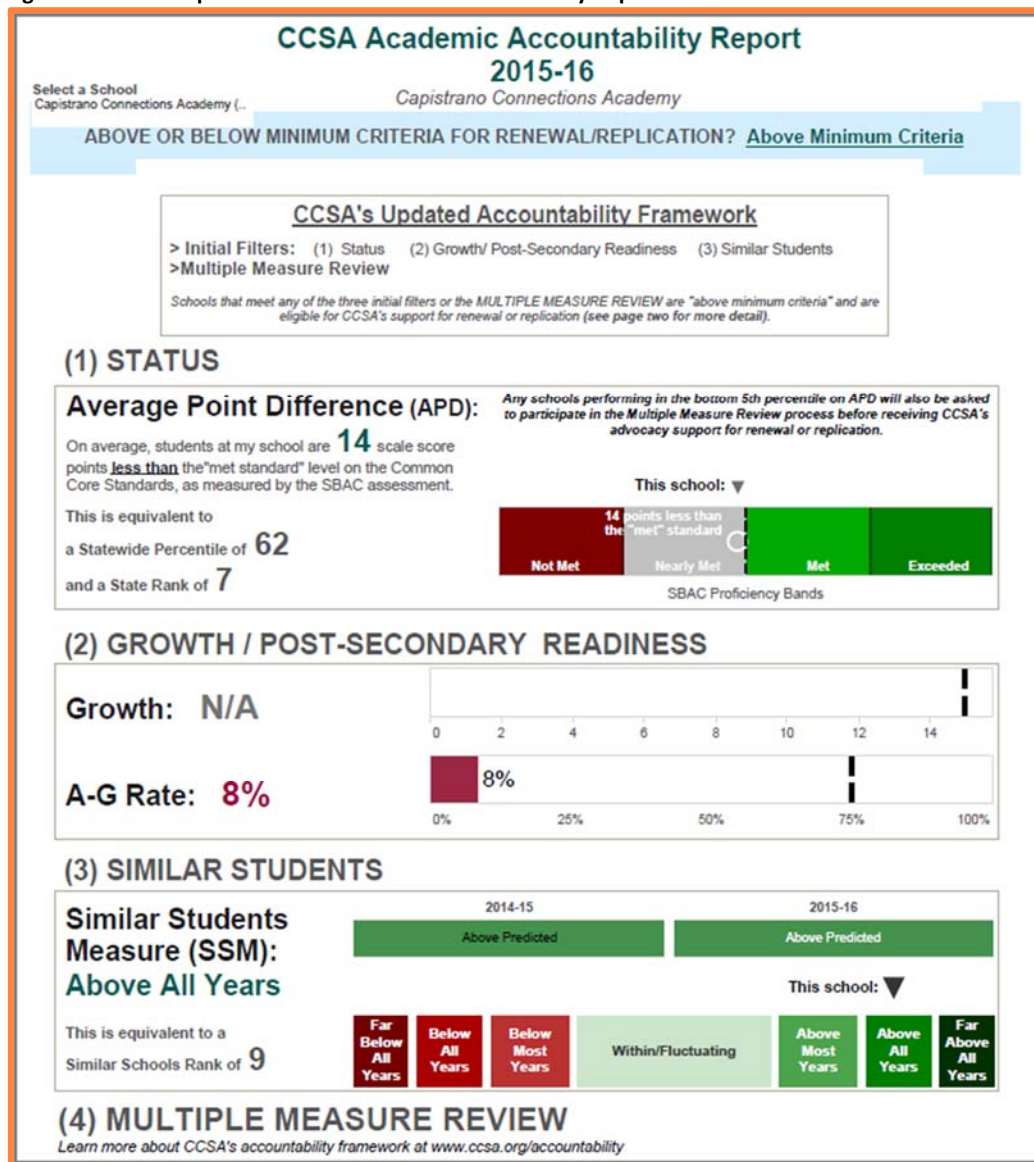 CCSA Academic Accountability Report
2015-16
Select a School
Capistrano Connections Academy (..
Capistrano Connections Academy
ABOVE OR BELOW MINIMUM CRITERIA FOR RENEWAL/REPLICATION? Above Minimum Criteria
CCSA's Updated Accountability Framework
> Initial Filters: (1) Status (2) Growth/ Post-Secondary Readiness (3) Similar Students
>Multiple Measure Review
Schools that meet any of the three initial filters or the MULTIPLE MEASURE REVIEW are "above minimum criteria" and are
eligible for CCSA's support for renewal or replication (see page two for more detail).
(1) STATUS
Average Point Difference (APD):
On average, students at my school are 14 scale score
points less than the"met standard" level on the Common
Core Standards, as measured by the SBAC assessment.
This is equivalent to
a Statewide Percentile of 62
and a State Rank of 7
Any schools performing in the bottom 5th percentile on APD will also be asked
to participate in the Multiple Measure Review process before receiving CCSA's
advocacy support for renewal or replication.
This school:
14 points less than
the "met" standard
Not Met Nearly Met Met Exceeded
SBAC Proficiency Bands
(2) GROWTH / POST-SECONDARY READINESS
Growth: N/A
0 2 4 6 8 10 12 14
A-G Rate: 8%
8%
0% 25% 50% 75% 100%
(3) SIMILAR STUDENTS
Similar Students
Measure (SSM):
Above All Years
This is equivalent to a
Similar Schools Rank of 9
2014-15 2015-16
Above Predicted Above Predicted
This school:
Far
Below
All
Years
Below
All
Years
Below
Most
Years
Within/Fluctuating
Above
Most
Years
Above
All
Years
Far
Above
All
Years
(4) MULTIPLE MEASURE REVIEW
Learn more about CCSA's accountability framework at www.ccsa.org/accountability